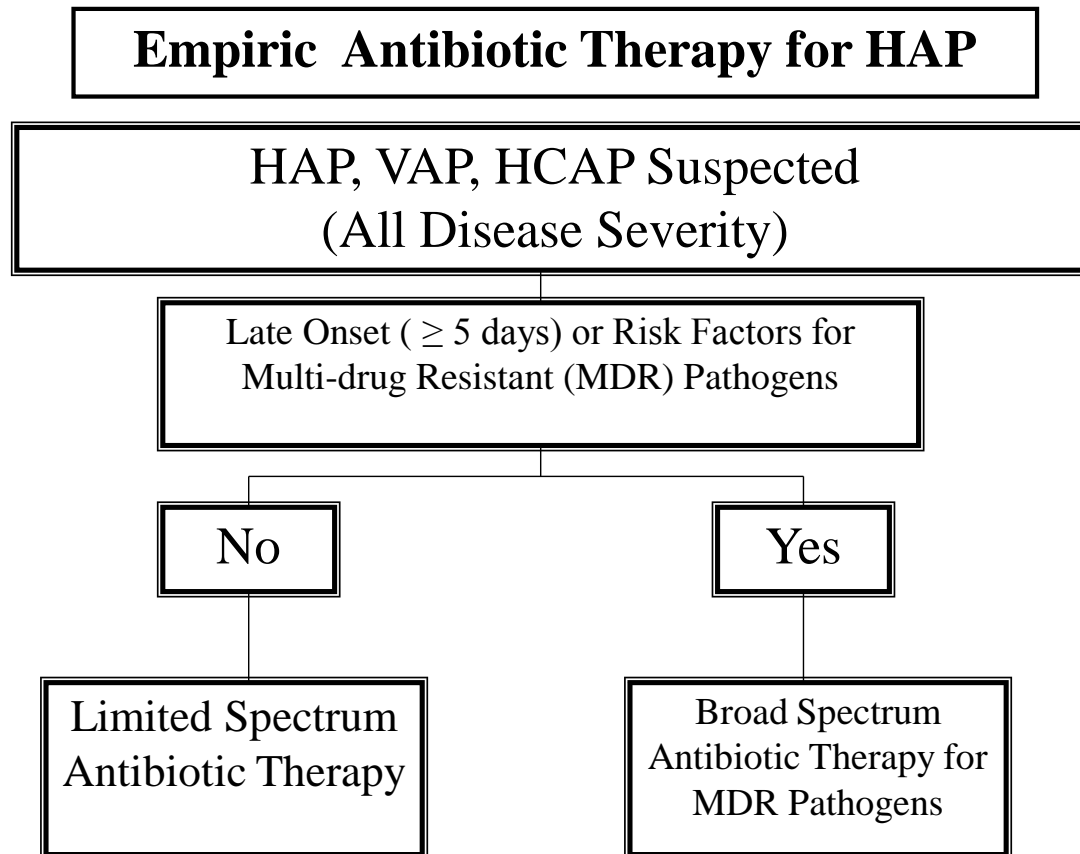 Empiric Antibiotic Therapy for HAP
HAP, VAP, HCAP Suspected
(All Disease Severity)
Late Onset ( ≥ 5 days) or Risk Factors for
Multi-drug Resistant (MDR) Pathogens
No
Yes
Limited Spectrum
Antibiotic Therapy
Broad Spectrum
Antibiotic Therapy for
MDR Pathogens